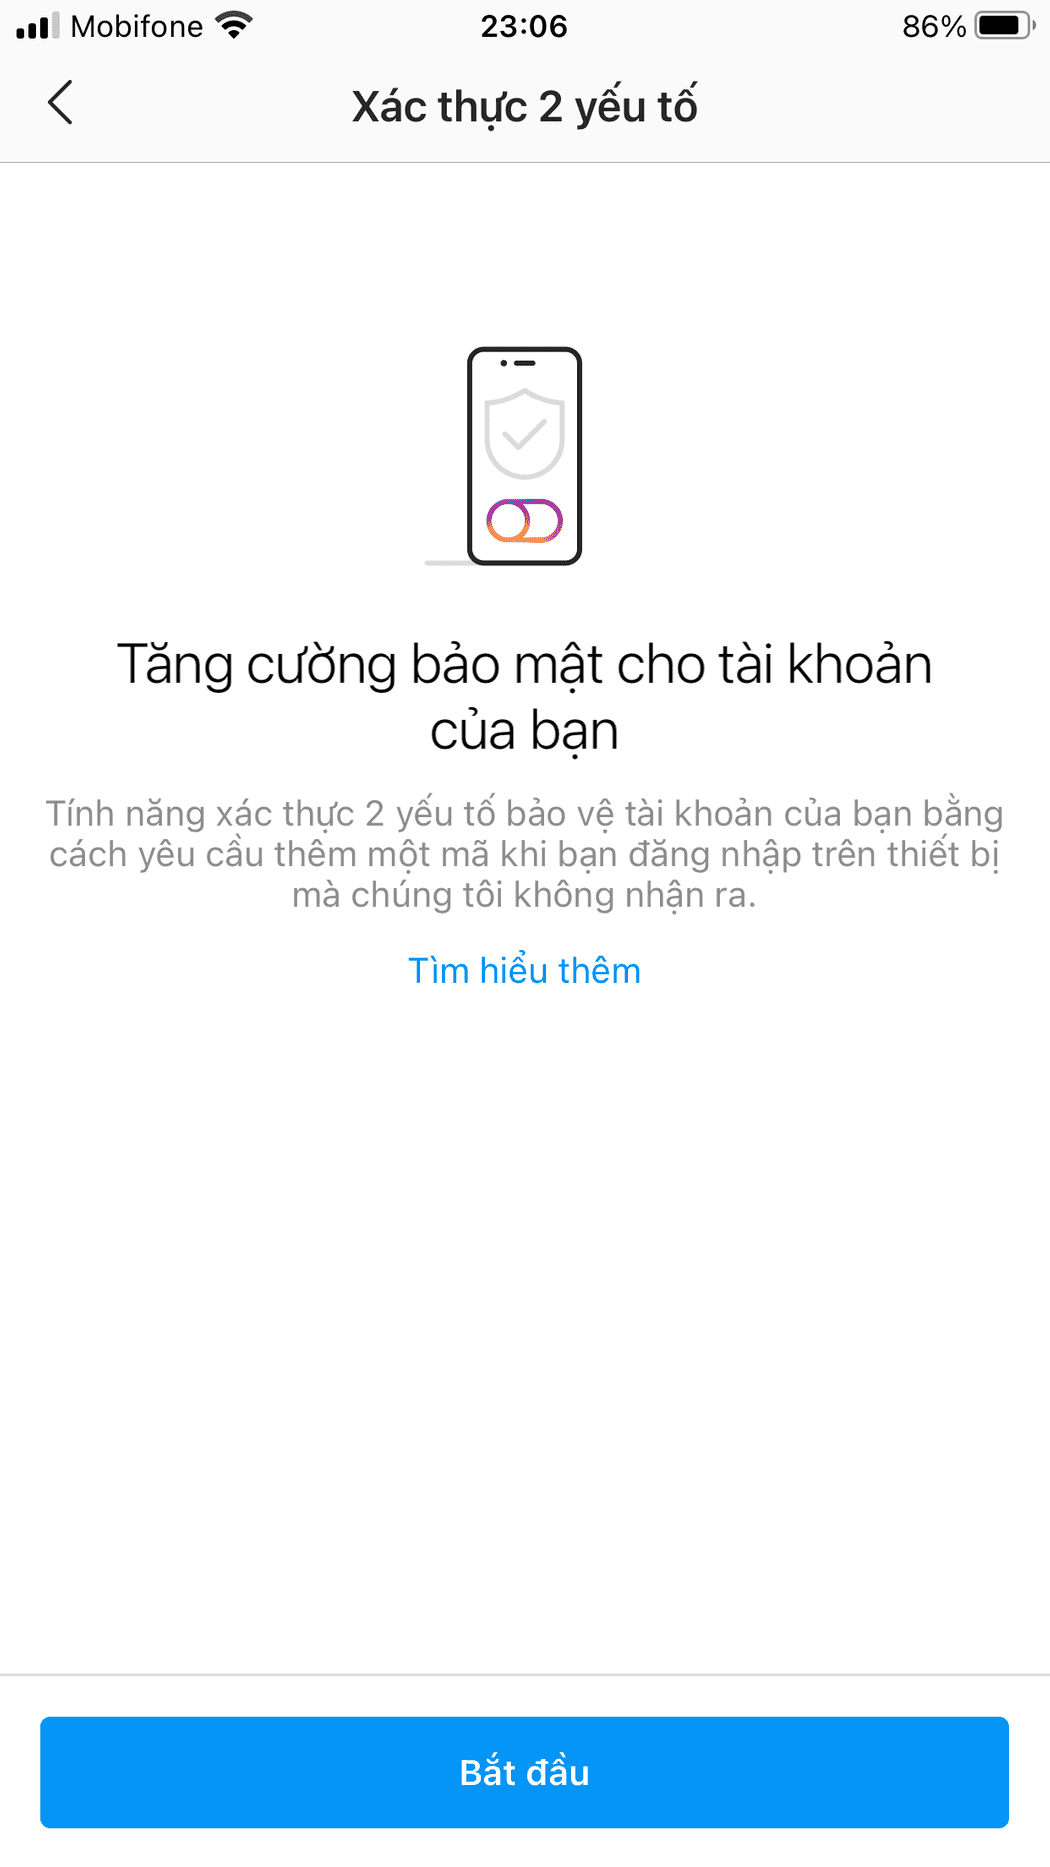 Mobifone 23:06 86%
Xác thực 2 yếu tố
Tăng cường bảo mật cho tài khoản
của bạn
Tính năng xác thực 2 yếu tố bảo vệ tài khoản của bạn bằng
cách yêu cầu thêm một mã khi bạn đăng nhập trên thiết bị
mà chúng tôi không nhận ra.
Tìm hiểu thêm
Bắt đầu